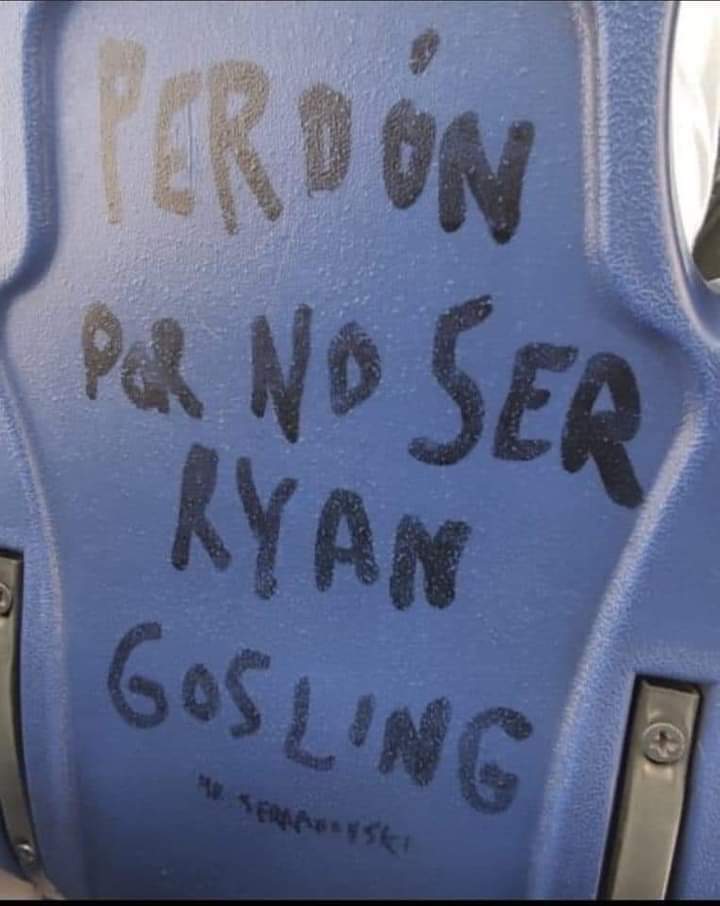 PERDÓN
POR NO SER
RYAN
GOSLING